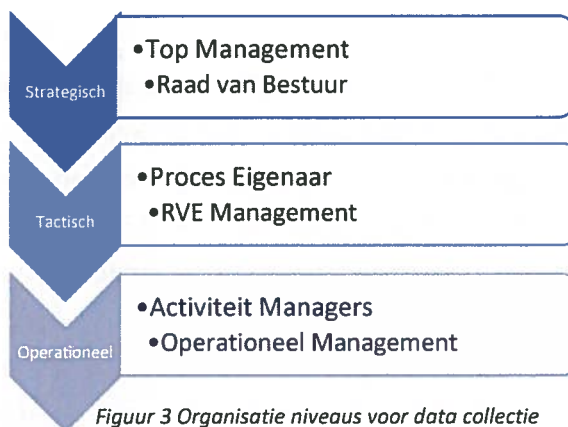 Strategisch
•Top Management
•Raad van Bestuur
Tactisch
•Proces Eigenaar
•RVE Management
Operationeel
•Activiteit Managers
•Operationeel Management
Figuur 3 Organisatie niveaus voor data collectie